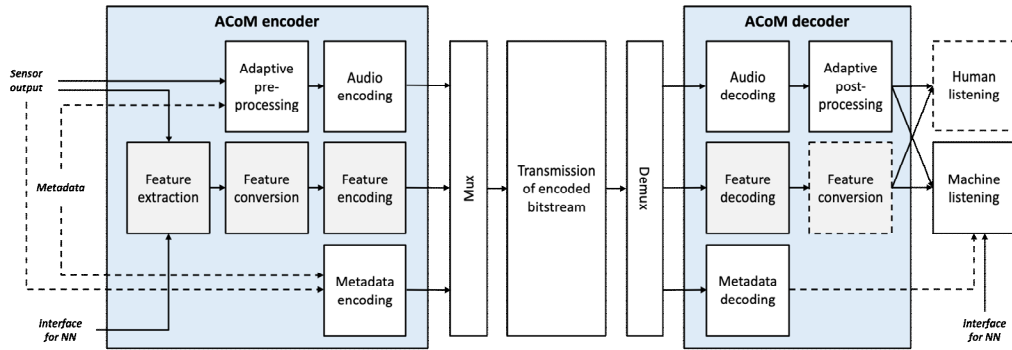 ACoM encoder
ACoM decoder
Sensor
output
Metadata
interface
for NN
Adaptive
pre-
processing
Audio
encoding
Feature
extraction
Feature
conversion
Feature
encoding
Metadata
encoding
Mux
Transmission
of encoded
bitstream
Demux
Audio
decoding
Adaptive
post-
processing
Feature
decoding
Feature
conversion
Metadata
decoding
Human
listening
Machine
listening
interface
for NN